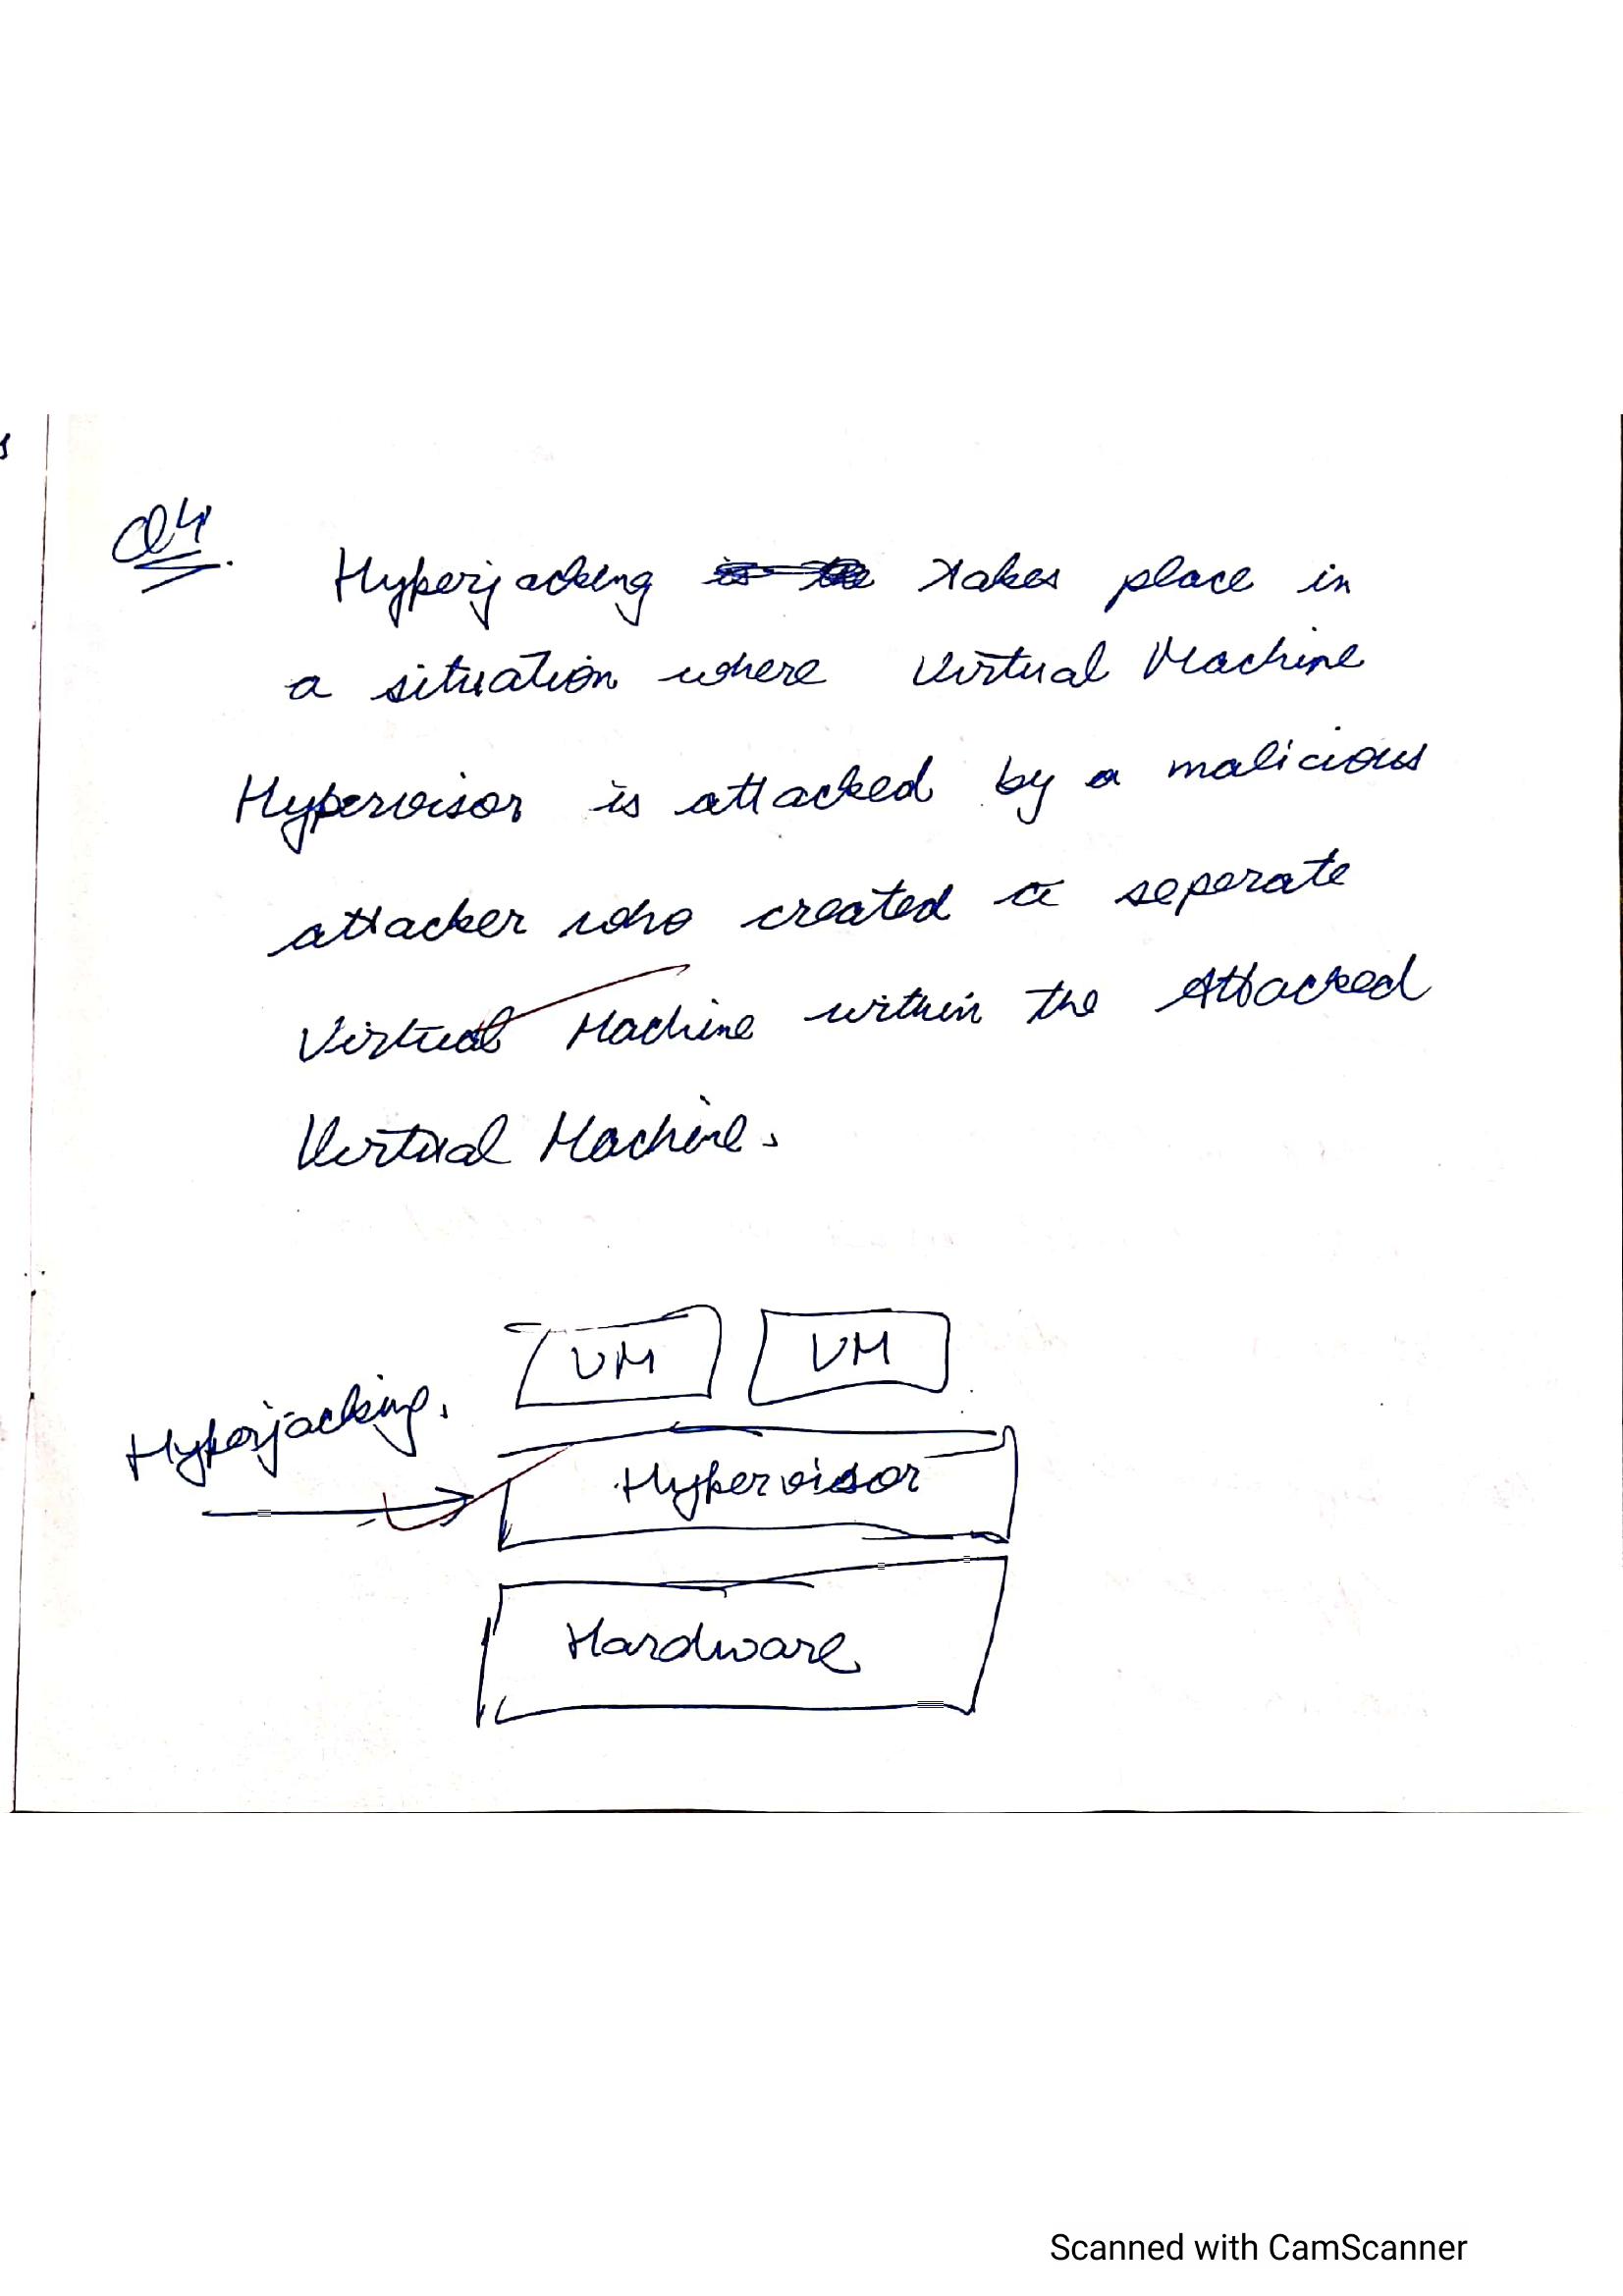 s
Q4.
Hyperjacking takes place in
a situation where Virtual Machine
Hypervisor is attacked by a malicious
attacker who created a seperate
Virtual Machine within the Attacked
Virtual Machine.
VM VM
Hyperjacking.
Hypervisor
Hardware
Scanned with CamScanner